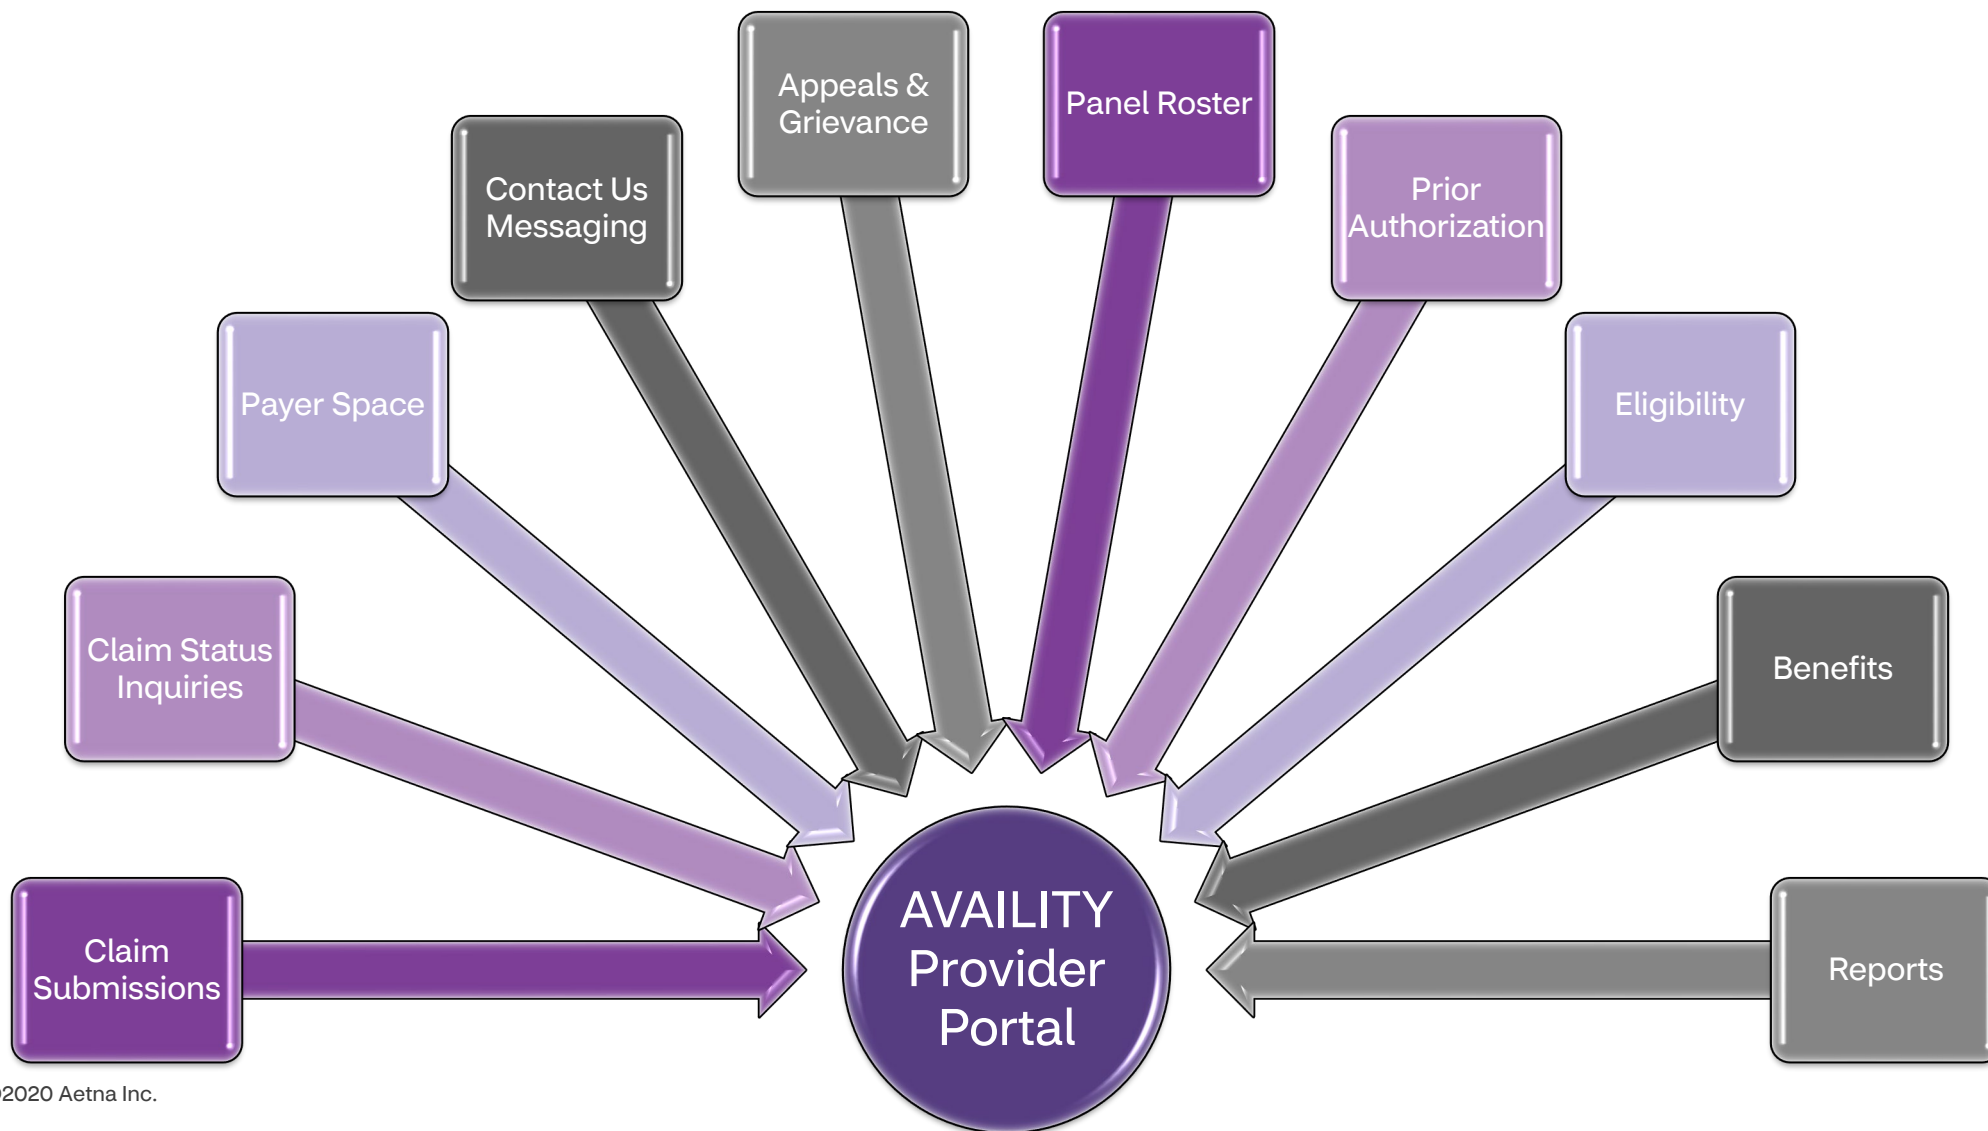 Appeals &
Grievance
Panel Roster
Contact Us
Messaging
Prior
Authorization
Payer Space
Eligibility
Claim Status
Inquiries
Benefits
Claim
Submissions
AVAILITY
Provider
Portal
Reports
2020 Aetna Inc.